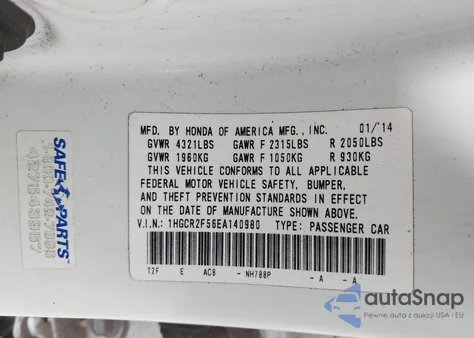 MFD. BY HONDA OF AMERICA MFG., INC. 01/'14
GVWR 4321LBS GAWR F 2315LBS R 2050LBS
GVWR 1960KG GAWR F 1050KG R 930KG
THIS VEHICLE CONFORMS TO ALL APPLICABLE
FEDERAL MOTOR VEHICLE SAFETY, BUMPER,
AND THEFT PREVENTION STANDARDS IN EFFECT
ON THE DATE OF MANUFACTURE SHOWN ABOVE.
V.I.N.: 1HGCR2F56EA140980 TYPE: PASSENGER CAR
12F E AC8 - NH788P - A - A
SAFE PARTS
autoSnap
Pewne auta z aukcji USA i EU